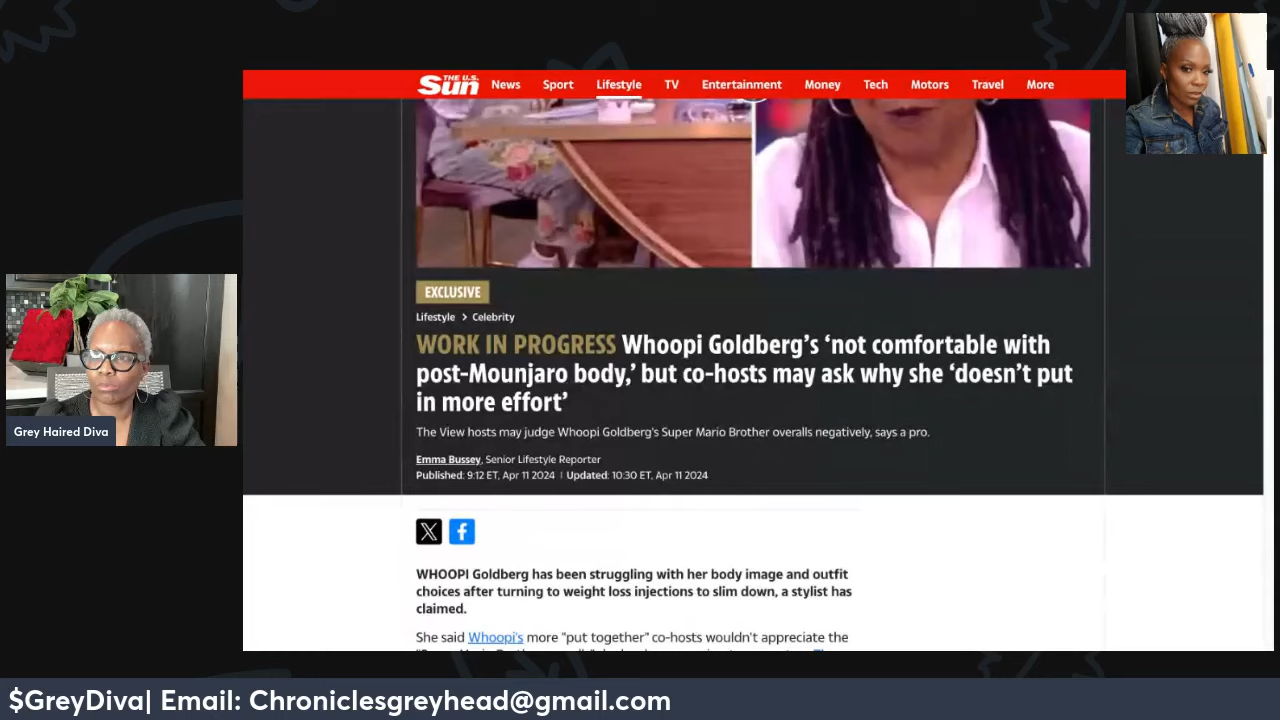 THE U.S.
Sun
News Sport Lifestyle TV Entertainment Money Tech Motors Travel More
EXCLUSIVE
Lifestyle > Celebrity
WORK IN PROGRESS Whoopi Goldberg's 'not comfortable with
post-Mounjaro body,' but co-hosts may ask why she 'doesn't put
in more effort'
The View hosts may judge Whoopi Goldberg's Super Mario Brother overalls negatively, says a pro.
Emma Bussey, Senior Lifestyle Reporter
Published: 9:12 ET, Apr 11 2024 | Updated: 10:30 ET, Apr 11 2024
WHOOPI Goldberg has been struggling with her body image and outfit
choices after turning to weight loss injections to slim down, a stylist has
claimed.
She said Whoopi's more "put together" co-hosts wouldn't appreciate the
Grey Haired Diva
$GreyDiva| Email: Chroniclesgreyhead@gmail.com